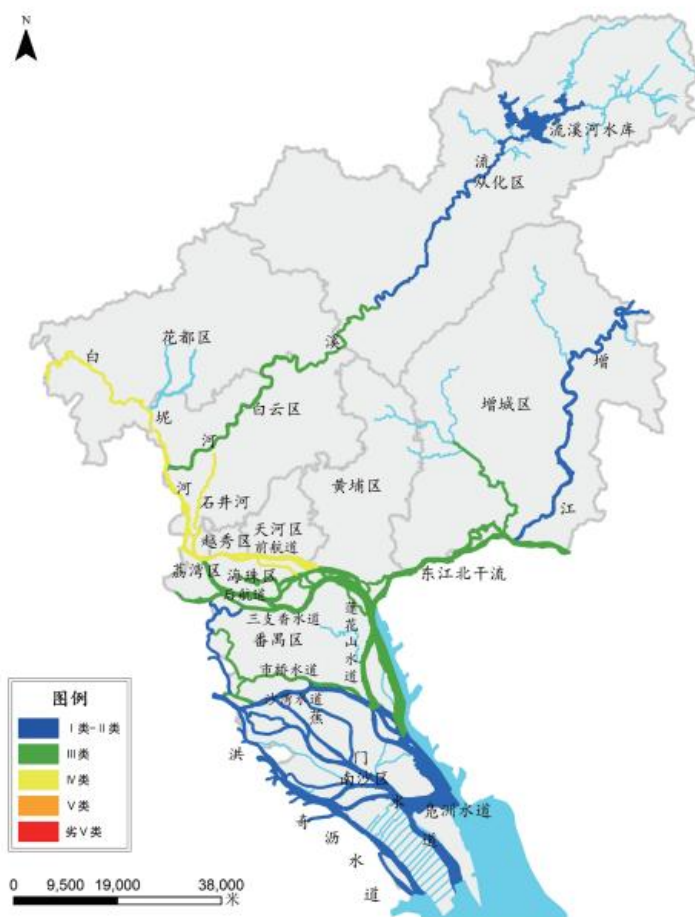 N
流溪河水库
流
从化区
溪
花都区
白
坭
河
白云区
河
石井河
增
增城区
江
黄埔区
天河区
越秀区
前航道
荔湾区
海珠区
后航道
东江北干流
三支香水道
莲花山水道
番禺区
市桥水道
沙湾水道
蕉
门
水
道
洪
奇
沥
水
道
南沙区
凫洲水道
图例
Ⅰ类-Ⅱ类
Ⅲ类
Ⅳ类
Ⅴ类
劣Ⅴ类
0 9,500 19,000 38,000
米